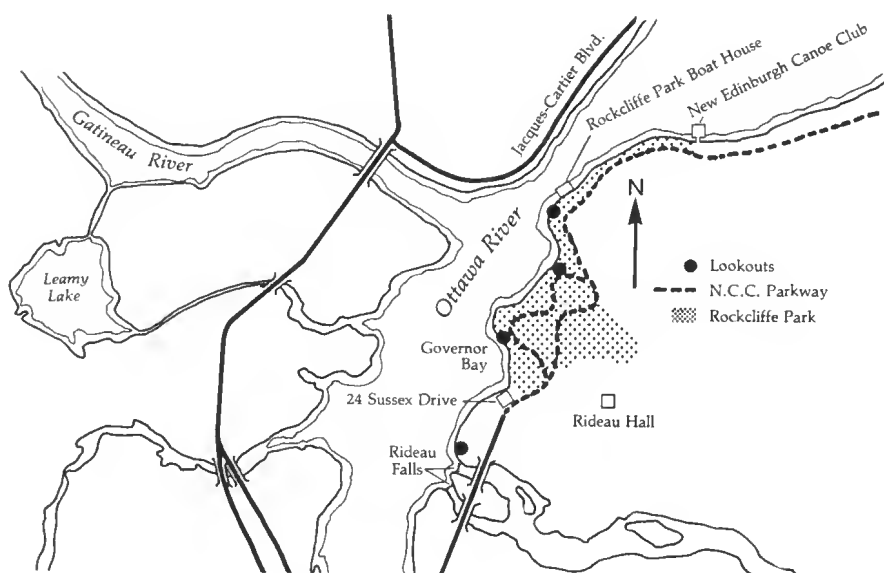 Jacques-Cartier Blvd.
Rockcliffe Park Boat House
New Edinburgh Canoe Club
Gatineau River
N
Ottawa River
Leamy
Lake
Lookouts
N.C.C. Parkway
Rockcliffe Park
Governor
Bay
24 Sussex Drive
Rideau Hall
Rideau
Falls